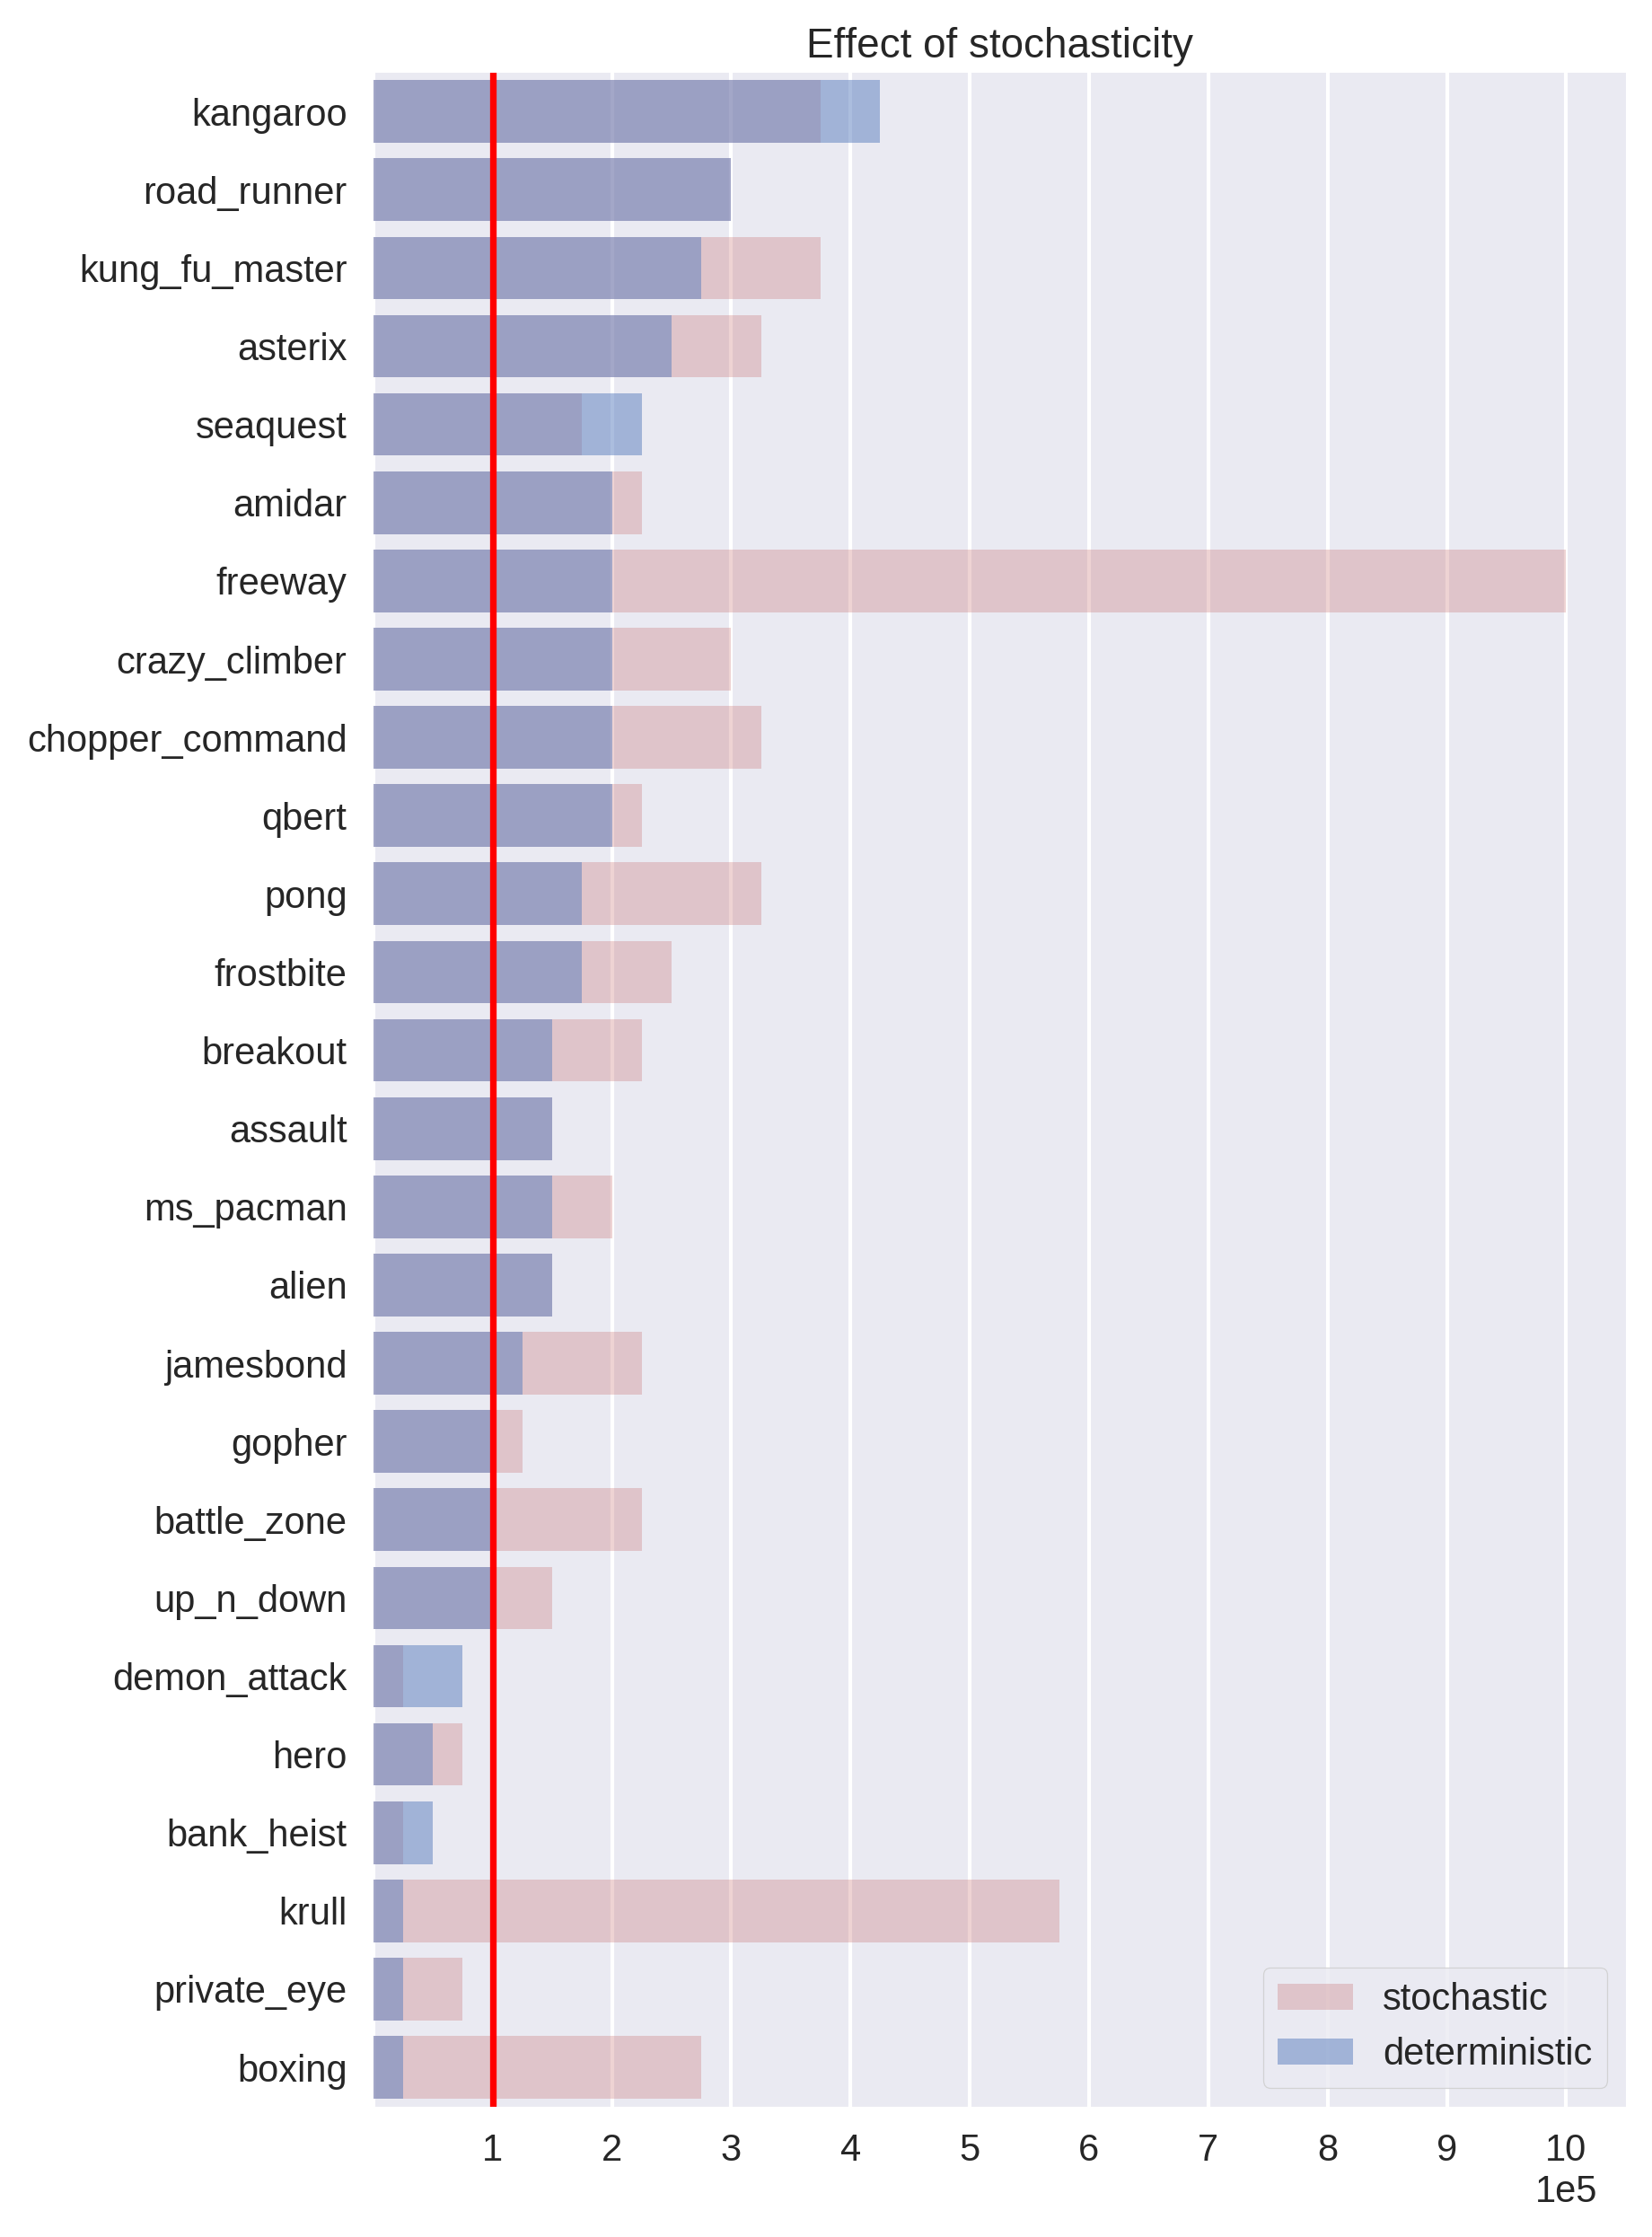 Effect of stochasticity
kangaroo
road_runner
kung_fu_master
asterix
seaquest
amidar
freeway
crazy_climber
chopper_command
qbert
pong
frostbite
breakout
assault
ms_pacman
alien
jamesbond
gopher
battle_zone
up_n_down
demon_attack
hero
bank_heist
krull
private_eye
boxing
stochastic
deterministic
1 2 3 4 5 6 7 8 9 10
1e5